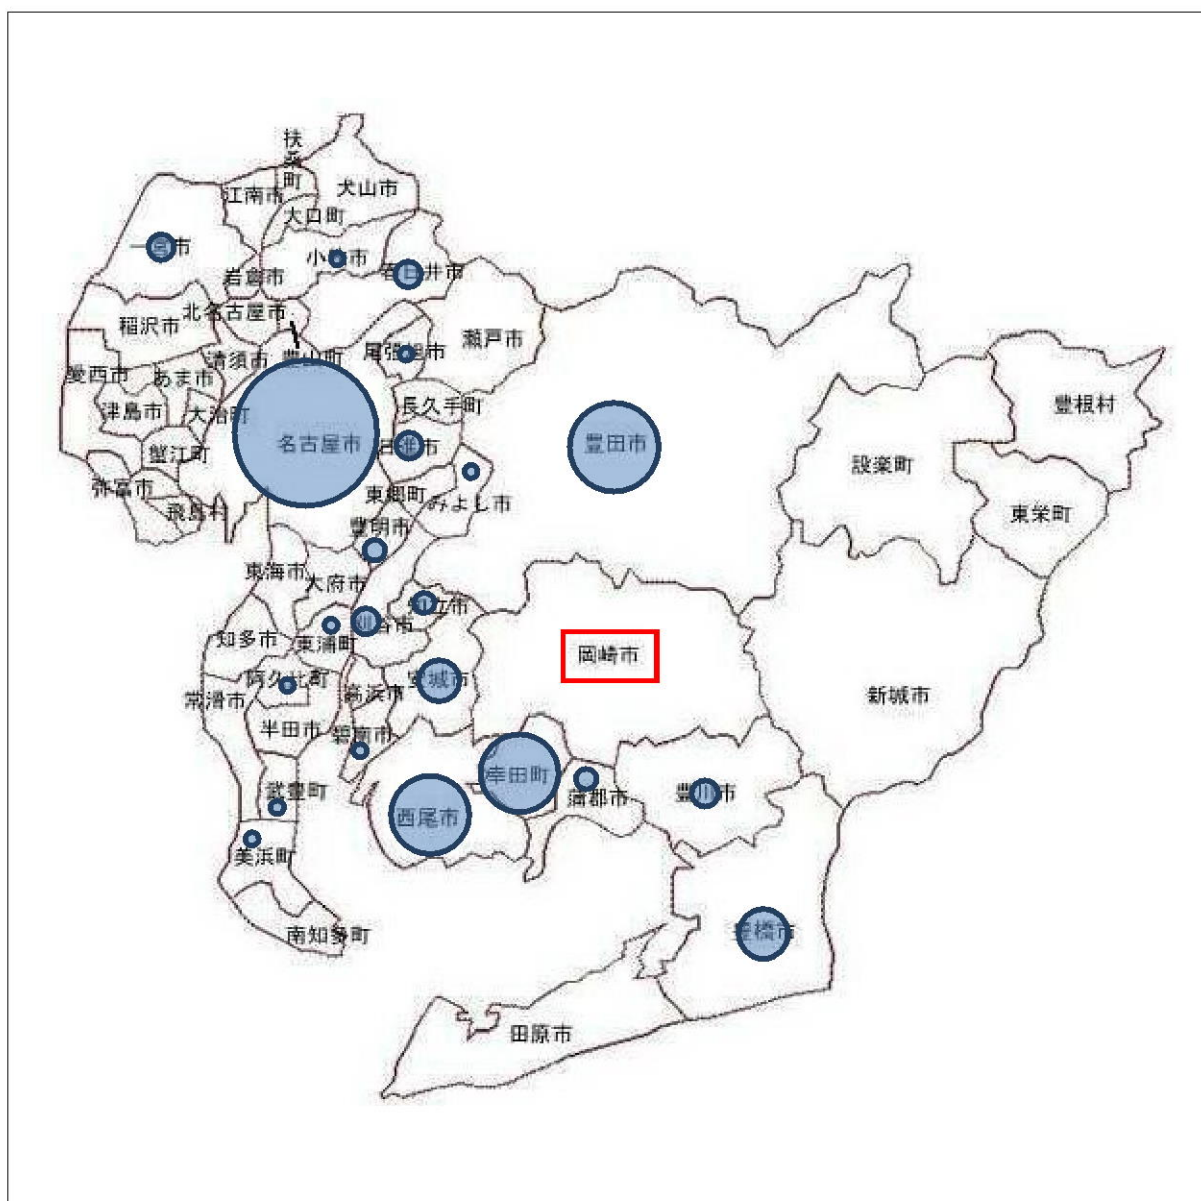 扶桑町
江南市
犬山市
大口町
一宮市
小牧市
春日井市
岩倉市
北名古屋市
稲沢市
瀬戸市
尾張旭市
清須市
豊山町
愛西市
あま市
津島市
大治町
長久手町
豊根村
名古屋市
日進市
豊田市
蟹江町
設楽町
弥富市
東郷町
みよし市
飛島村
東栄町
豊明市
東海市
大府市
知立市
刈谷市
知多市
東浦町
岡崎市
阿久比町
安城市
高浜市
常滑市
新城市
半田市
碧南市
幸田町
武豊町
蒲郡市
豊川市
西尾市
美浜町
南知多町
豊橋市
田原市